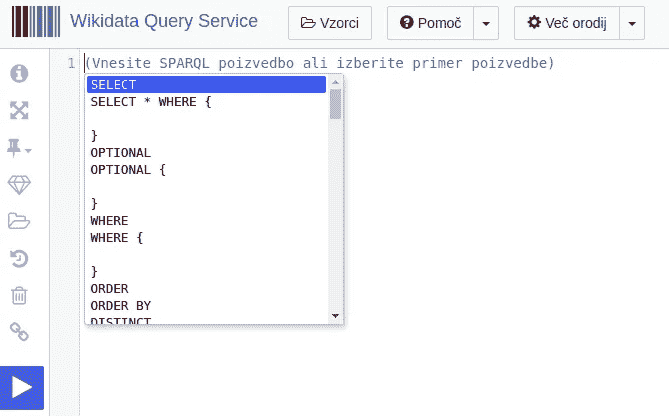 Wikidata Query Service
Vzorci
Pomoč
Več orodij
1
(Vnesite SPARQL poizvedbo ali izberite primer poizvedbe)
SELECT
SELECT * WHERE {
}
OPTIONAL
OPTIONAL {
}
WHERE
WHERE {
}
ORDER
ORDER BY
DISTINCT